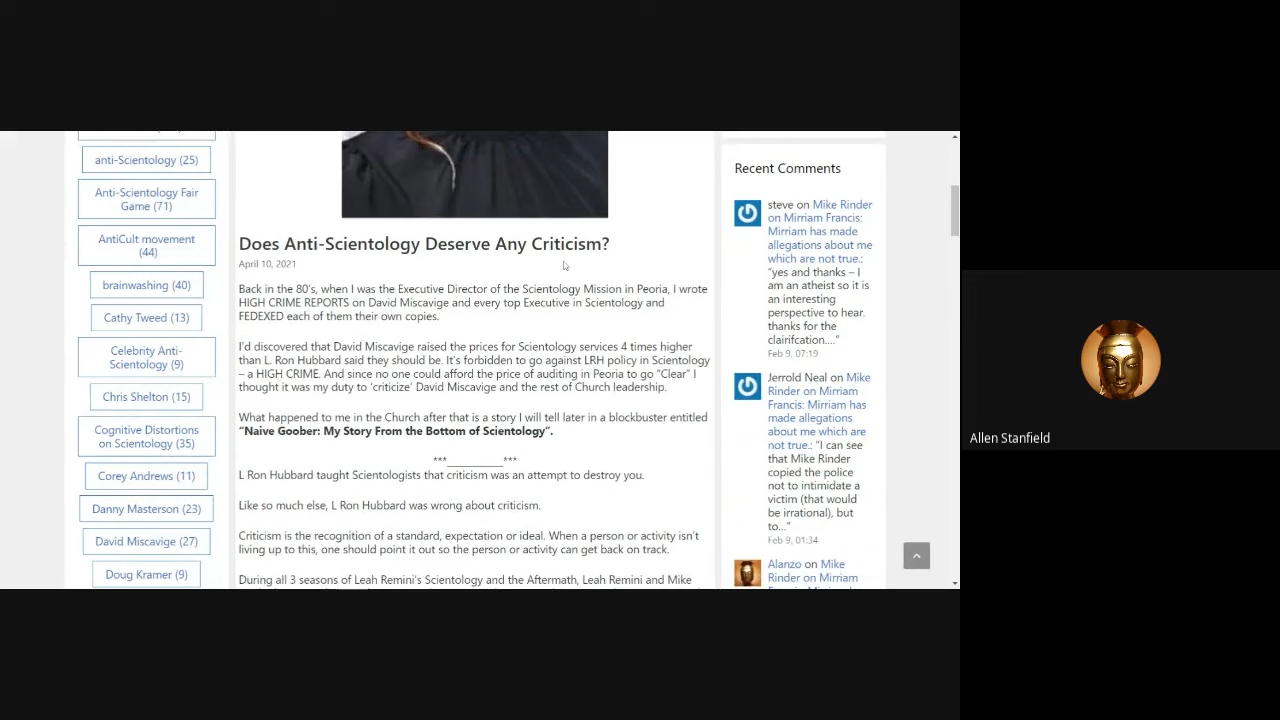 anti-Scientology (25)
Anti-Scientology Fair
Game (71)
AntiCult movement
(44)
brainwashing (40)
Cathy Tweed (13)
Celebrity Anti-
Scientology (9)
Chris Shelton (15)
Cognitive Distortions
on Scientology (35)
Corey Andrews (11)
Danny Masterson (23)
David Miscavige (27)
Doug Kramer (9)
Does Anti-Scientology Deserve Any Criticism?
April 10, 2021
Back in the 80's, when I was the Executive Director of the Scientology Mission in Peoria, I wrote
HIGH CRIME REPORTS on David Miscavige and every top Executive in Scientology and
FEDEXED each of them their own copies.
I'd discovered that David Miscavige raised the prices for Scientology services 4 times higher
than L. Ron Hubbard said they should be. It's forbidden to go against LRH policy in Scientology
– a HIGH CRIME. And since no one could afford the price of auditing in Peoria to go "Clear" I
thought it was my duty to 'criticize' David Miscavige and the rest of Church leadership.
What happened to me in the Church after that is a story I will tell later in a blockbuster entitled
"Naive Goober: My Story From the Bottom of Scientology".
***_________***
L Ron Hubbard taught Scientologists that criticism was an attempt to destroy you.
Like so much else, L Ron Hubbard was wrong about criticism.
Criticism is the recognition of a standard, expectation or ideal. When a person or activity isn't
living up to this, one should point it out so the person or activity can get back on track.
During all 3 seasons of Leah Remini's Scientology and the Aftermath, Leah Remini and Mike
Recent Comments
steve on Mike Rinder
on Mirriam Francis:
Mirriam has made
allegations about me
which are not true.:
"yes and thanks – I
am an atheist so it is
an interesting
perspective to hear.
thanks for the
clairifcation...."
Feb 9, 07:19
Jerrold Neal on Mike
Rinder on Mirriam
Francis: Mirriam has
made allegations
about me which are
not true.: "I can see
that Mike Rinder
copied the police
not to intimidate a
victim (that would
be irrational), but
to..."
Feb 9, 01:34
Alanzo on Mike
Rinder on Mirriam
Allen Stanfield